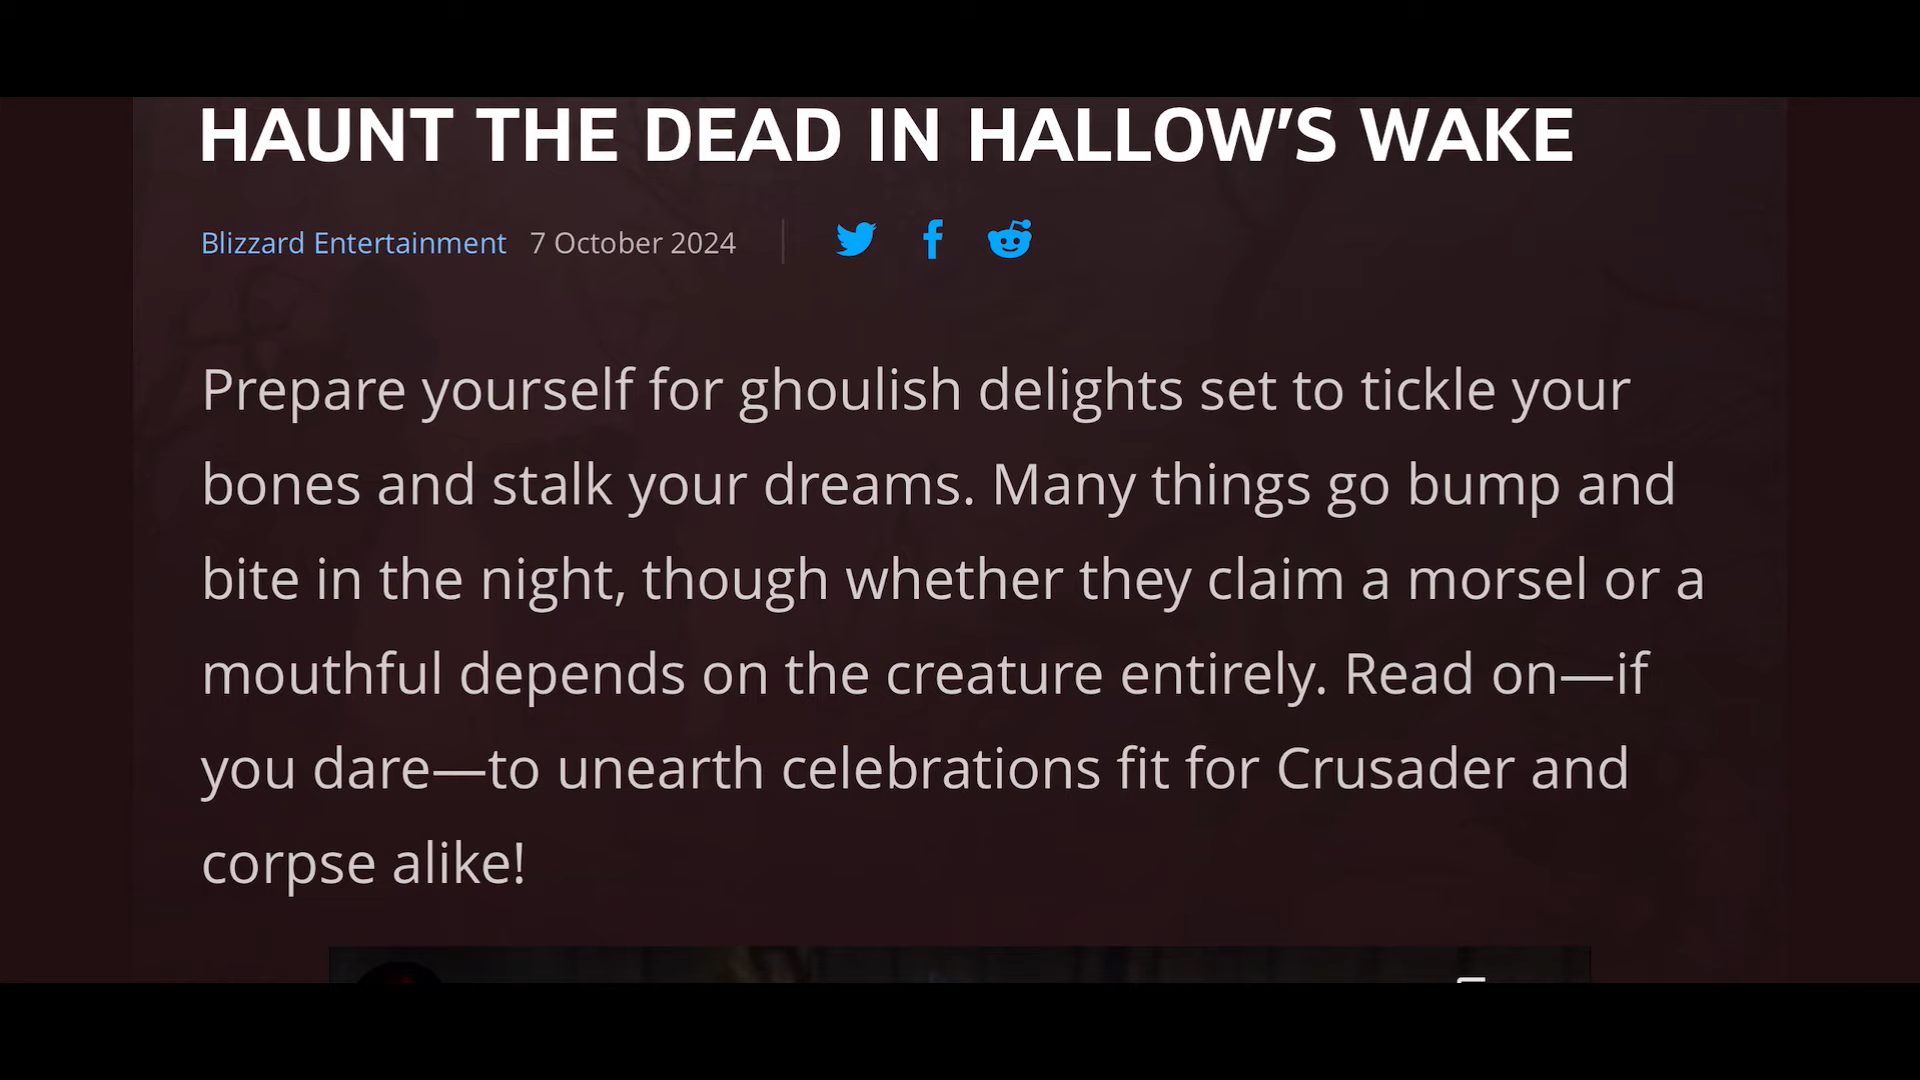 HAUNT THE DEAD IN HALLOW’S WAKE
Blizzard Entertainment 7 October 2024
Prepare yourself for ghoulish delights set to tickle your
bones and stalk your dreams. Many things go bump and
bite in the night, though whether they claim a morsel or a
mouthful depends on the creature entirely. Read on—if
you dare—to unearth celebrations fit for Crusader and
corpse alike!